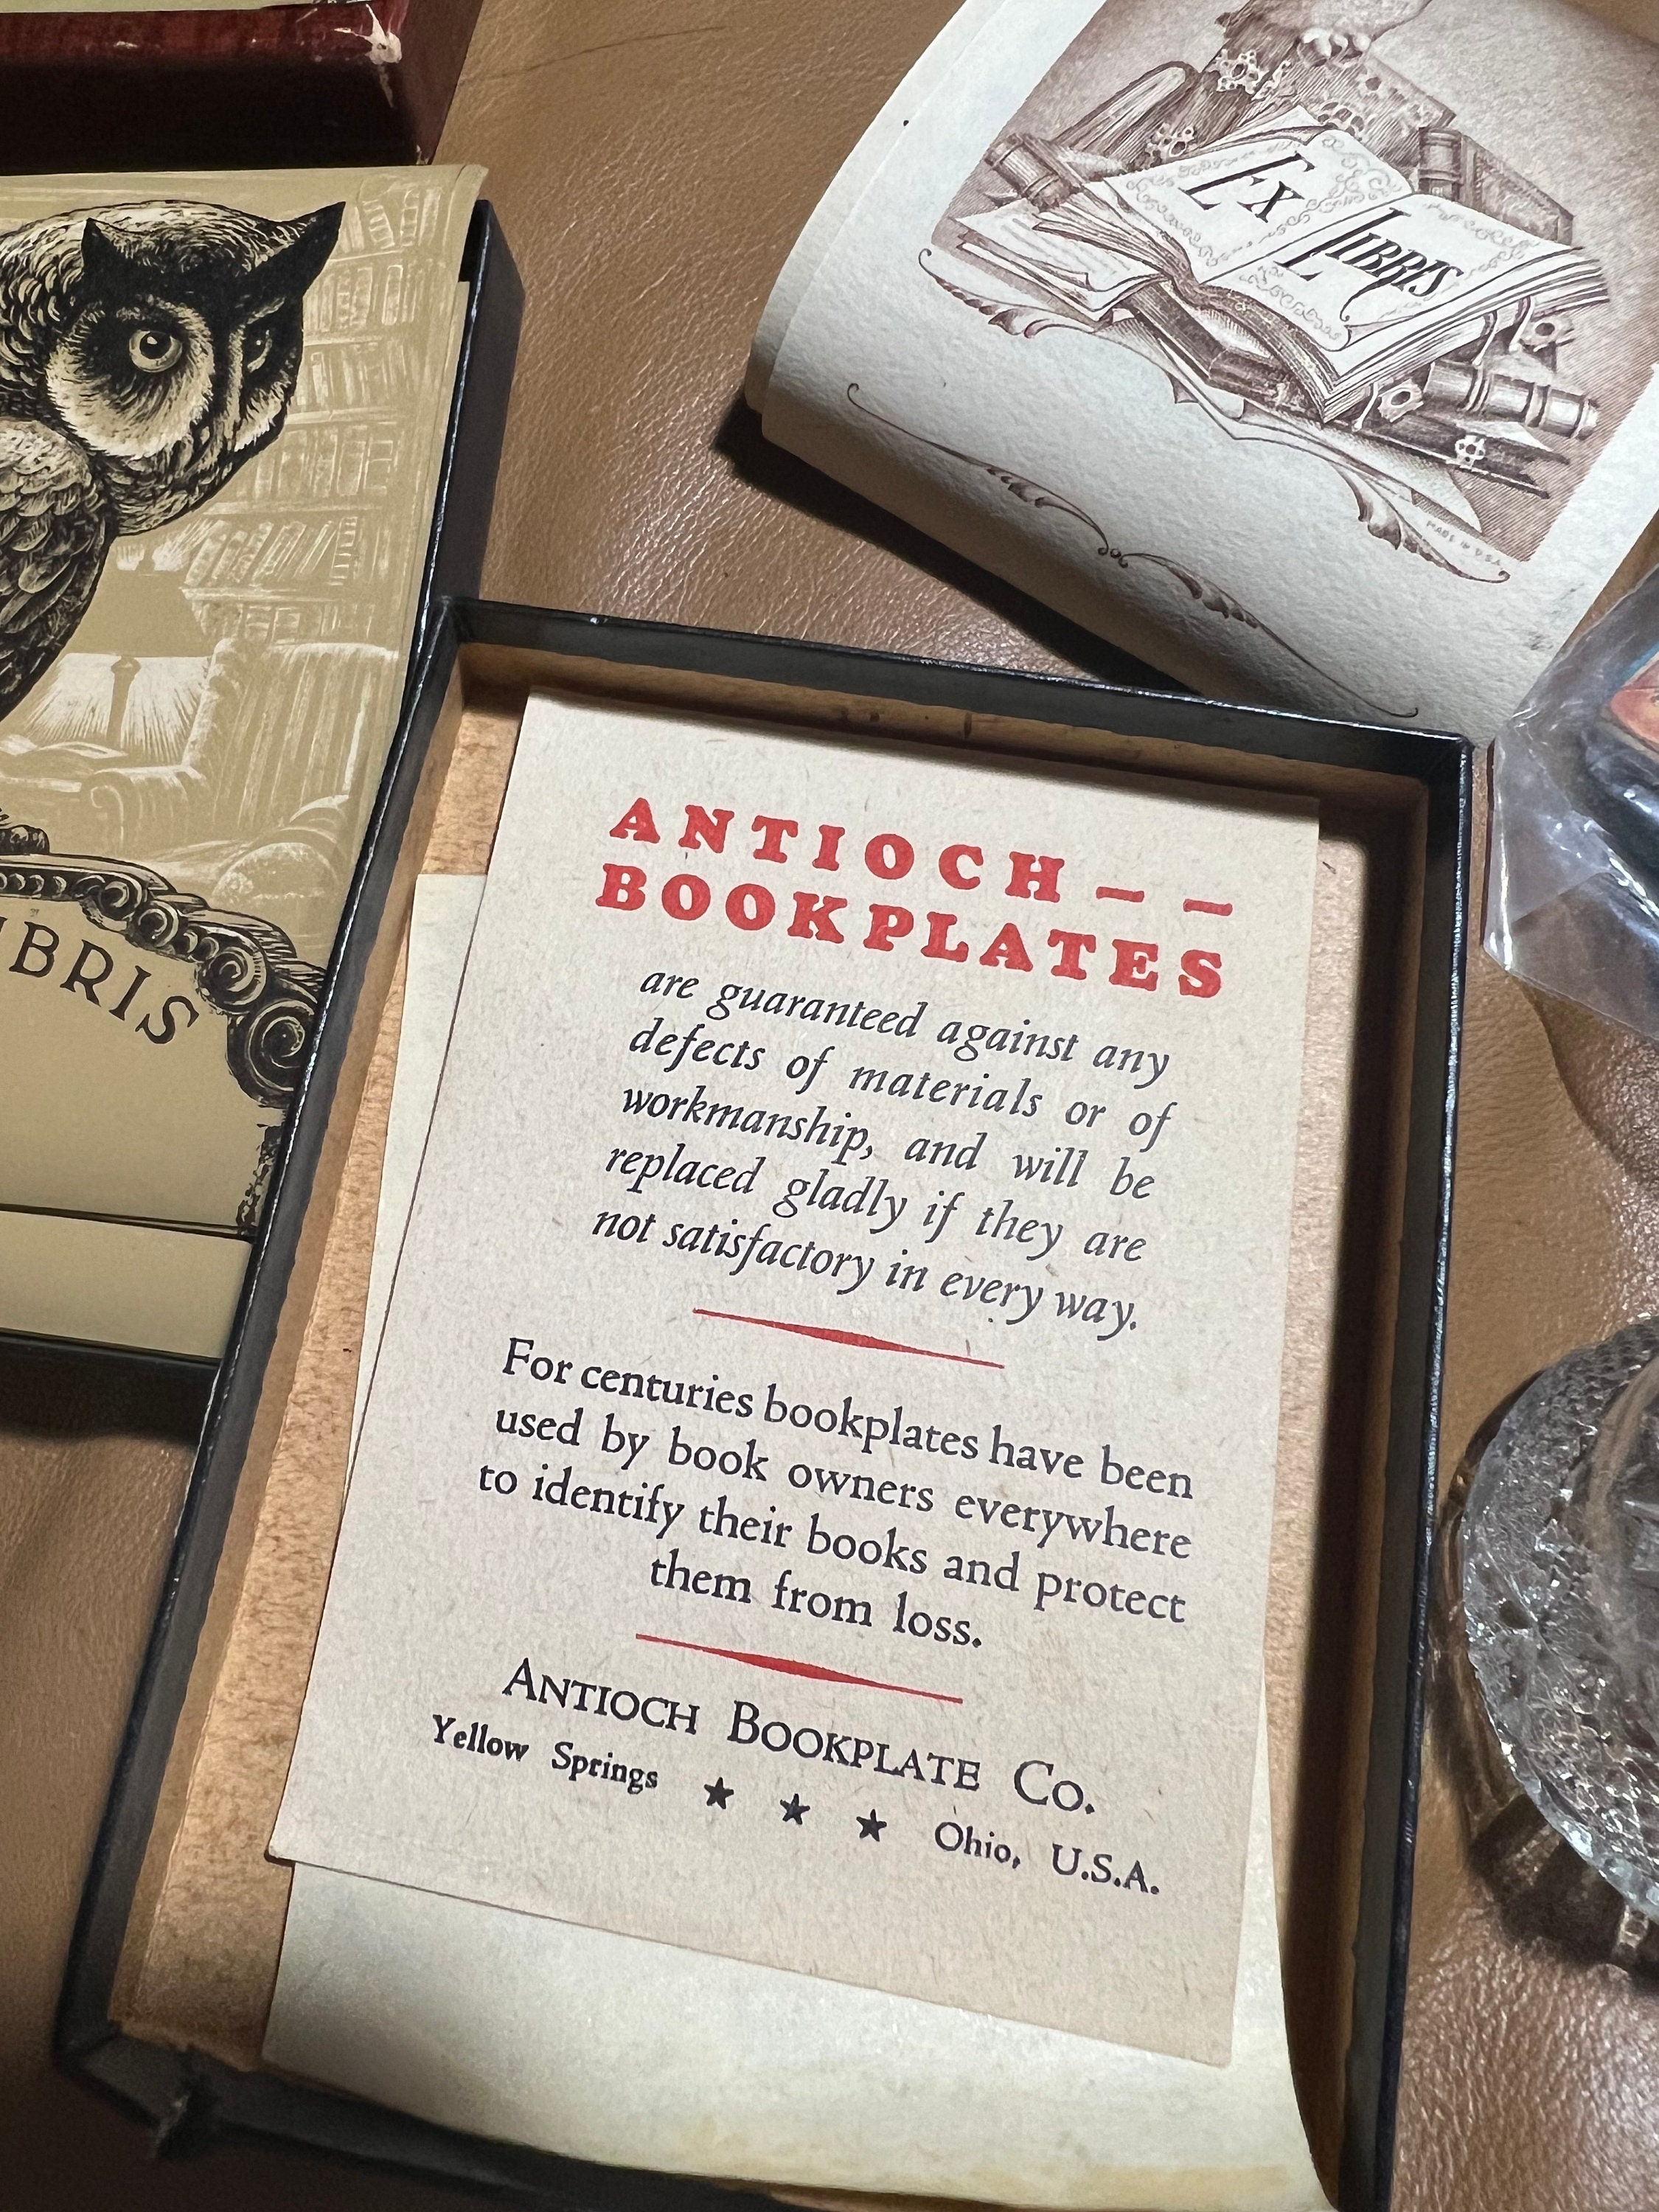 Ex Libris
MADE IN U.S.A.
ANTIOCH — —
BOOKPLATES
are guaranteed against any
defects of materials or of
workmanship, and will be
replaced gladly if they are
not satisfactory in every way.
For centuries bookplates have been
used by book owners everywhere
to identify their books and protect
them from loss.
ANTIOCH BOOKPLATE CO.
Yellow Springs ★ ★ ★ Ohio, U.S.A.
IBRIS